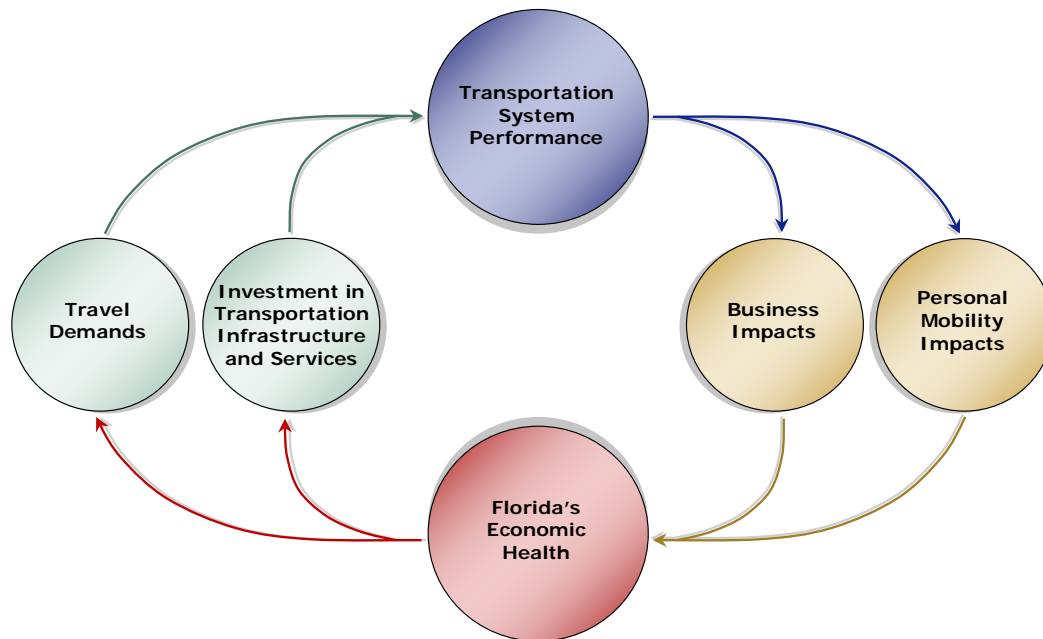 Transportation
System
Performance
Travel
Demands
Investment in
Transportation
Infrastructure
and Services
Business
Impacts
Personal
Mobility
Impacts
Florida's
Economic
Health